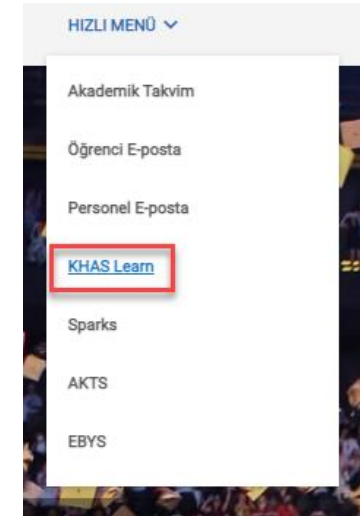 HIZLI MENÜ
Akademik Takvim
Öğrenci E-posta
Personel E-posta
KHAS Learn
Sparks
AKTS
EBYS